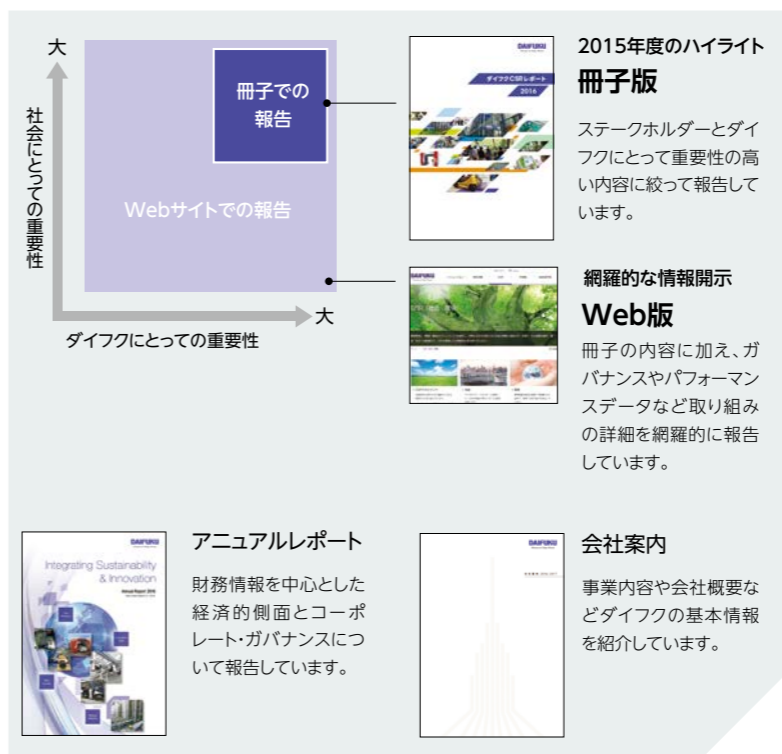 大
社会にとっての重要性
冊子での
報告
Webサイトでの報告
大
ダイフクにとっての重要性
DAIFUKU
ダイフクCSRレポート
2016
2015年度のハイライト
冊子版
ステークホルダーとダイ
フクにとって重要性の高
い内容に絞って報告して
います。
DAIFUKU
網羅的な情報開示
Web版
冊子の内容に加え、ガ
バナンスやパフォーマン
スデータなど取り組み
の詳細を網羅的に報告
しています。
DAIFUKU
Integrating Sustainability
& Innovation
Annual Report 2016
アニュアルレポート
財務情報を中心とした
経済的側面とコーポ
レート・ガバナンスにつ
いて報告しています。
DAIFUKU
会社案内
事業内容や会社概要な
どダイフクの基本情報
を紹介しています。